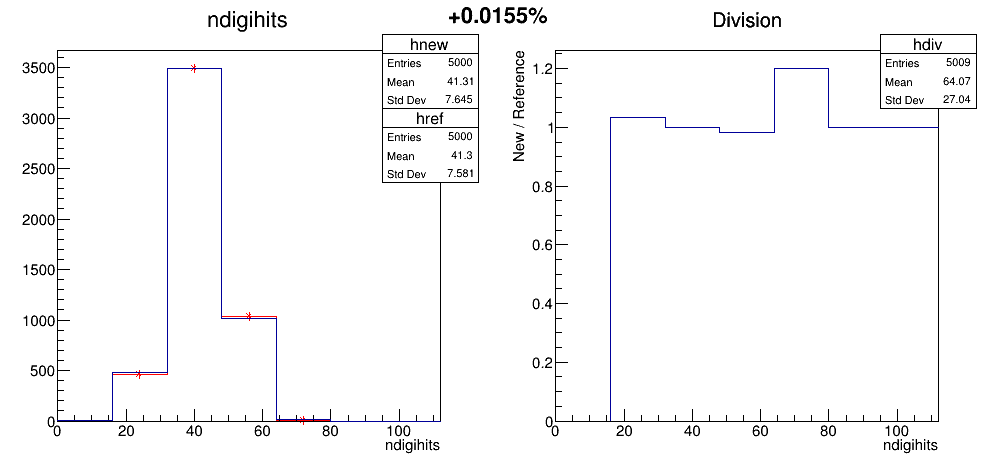 +0.0155%
ndigihits
hnew
Entries 5000
Mean 41.31
Std Dev 7.645
href
Entries 5000
Mean 41.3
Std Dev 7.581
3500
3000
2500
2000
1500
1000
500
0
0 20 40 60 80 100
ndigihits
Division
hdiv
Entries 5009
Mean 64.07
Std Dev 27.04
New / Reference
1.2
1
0.8
0.6
0.4
0.2
0
0 20 40 60 80 100
ndigihits